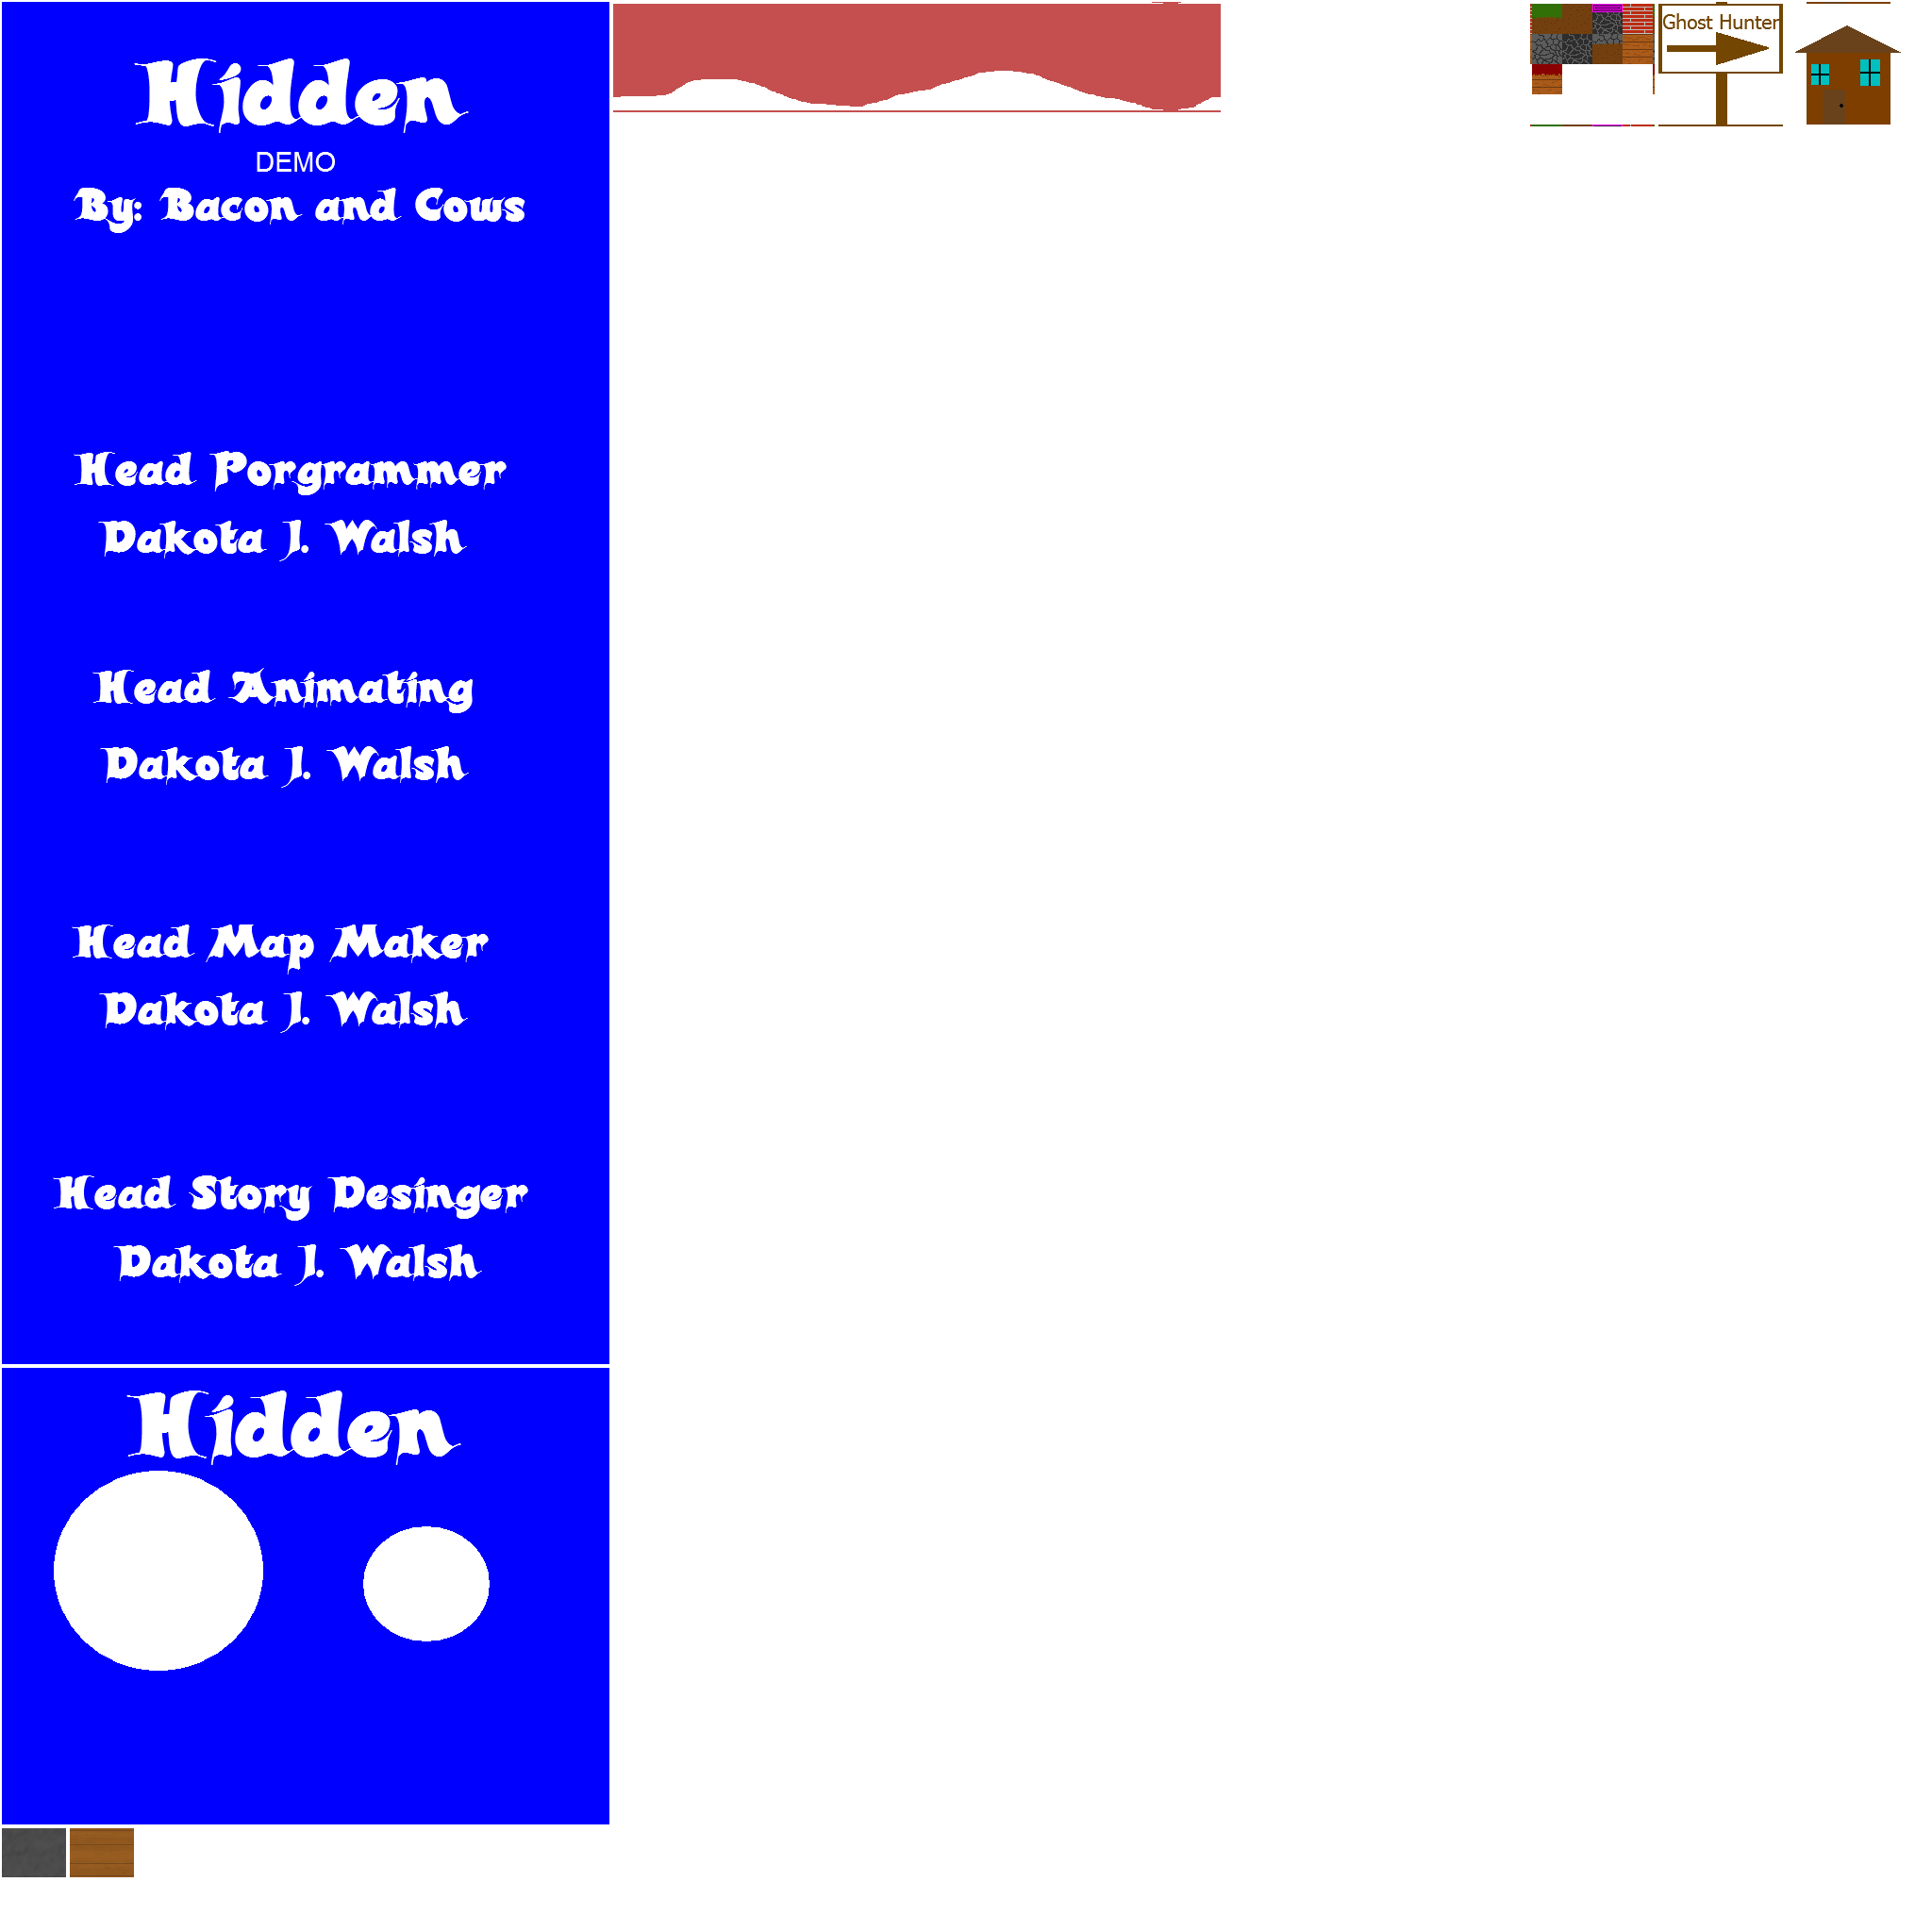 Hidden
DEMO
By: Bacon and Cows
Head Porgrammer
Dakota J. Walsh
Head Animating
Dakota J. Walsh
Head Map Maker
Dakota J. Walsh
Head Story Desinger
Dakota J. Walsh
Hidden
Ghost Hunter